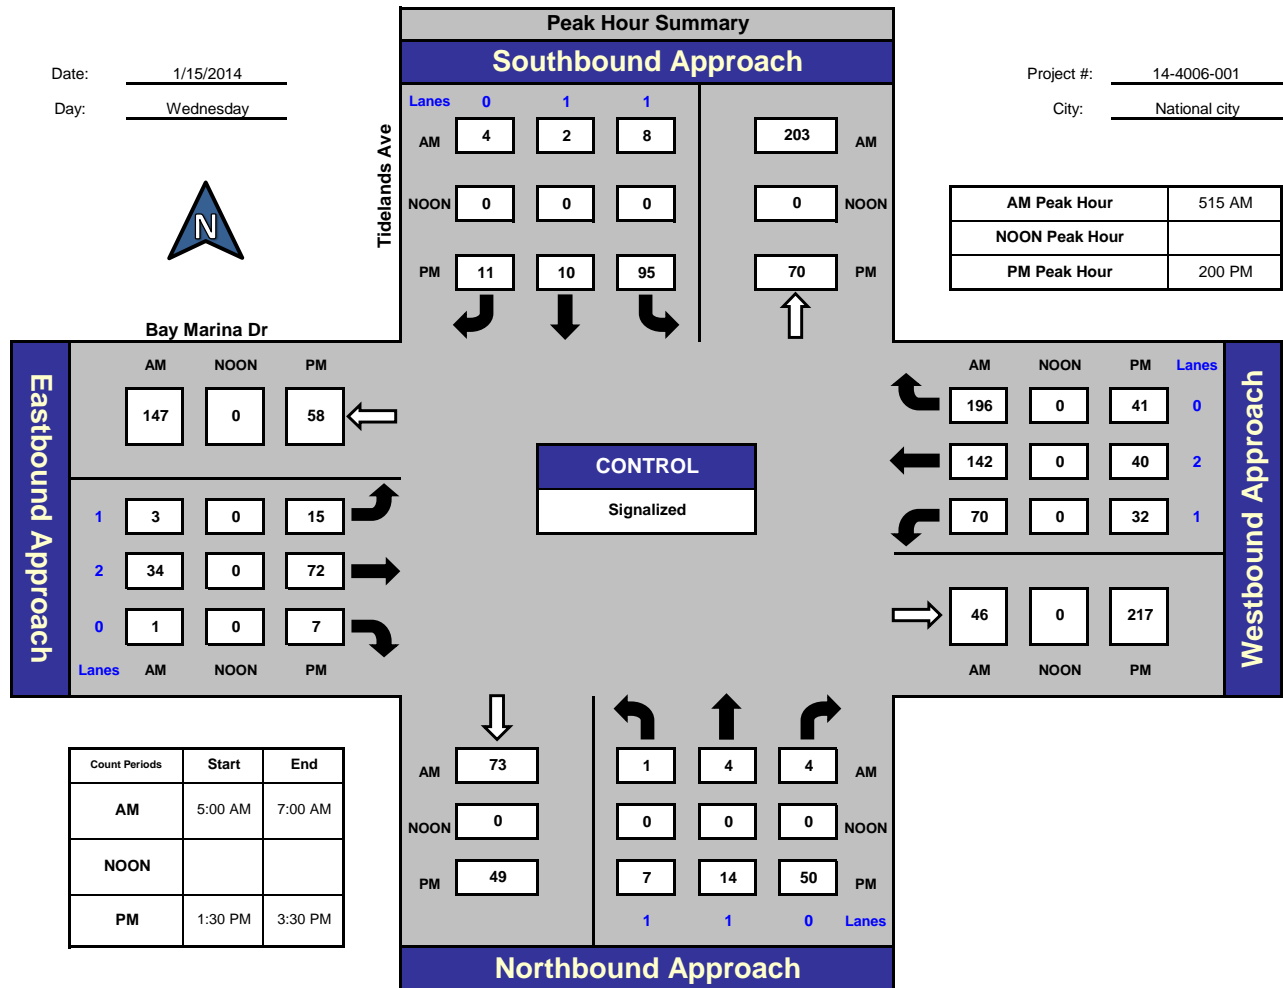 Peak Hour Summary
Southbound Approach
Date: 1/15/2014
Day: Wednesday
Project #: 14-4006-001
City: National city
N
Tidelands Ave
Lanes 0 1 1
AM 4 2 8 203 AM
NOON 0 0 0 0 NOON
PM 11 10 95 70 PM
AM Peak Hour 515 AM
NOON Peak Hour
PM Peak Hour 200 PM
Bay Marina Dr
Eastbound Approach
AM NOON PM
147 0 58
1 3 0 15
2 34 0 72
0 1 0 7
Lanes AM NOON PM
CONTROL
Signalized
AM NOON PM Lanes
196 0 41 0
142 0 40 2
70 0 32 1
46 0 217
AM NOON PM
Westbound Approach
Count Periods Start End
AM 5:00 AM 7:00 AM
NOON
PM 1:30 PM 3:30 PM
AM 73 1 4 4 AM
NOON 0 0 0 0 NOON
PM 49 7 14 50 PM
1 1 0 Lanes
Northbound Approach